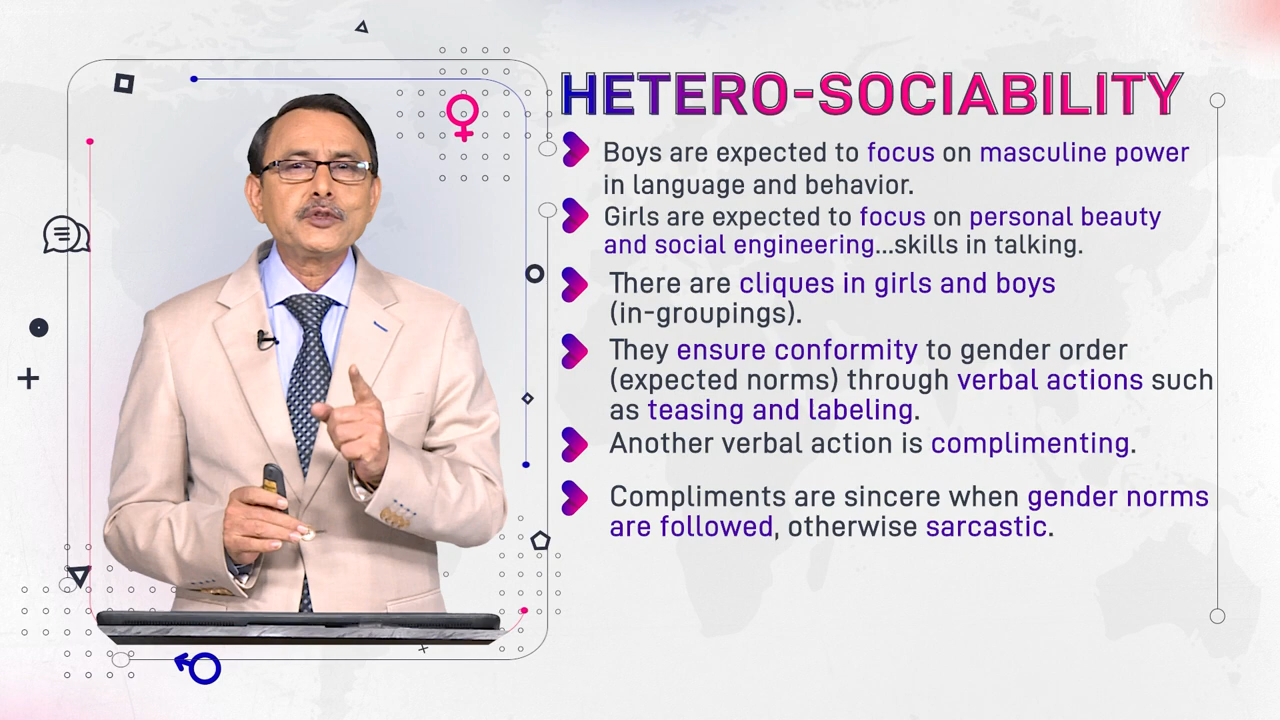 HETERO-SOCIABILITY
Boys are expected to focus on masculine power
in language and behavior.
Girls are expected to focus on personal beauty
and social engineering...skills in talking.
There are cliques in girls and boys
(in-groupings).
They ensure conformity to gender order
(expected norms) through verbal actions such
as teasing and labeling.
Another verbal action is complimenting.
Compliments are sincere when gender norms
are followed, otherwise sarcastic.